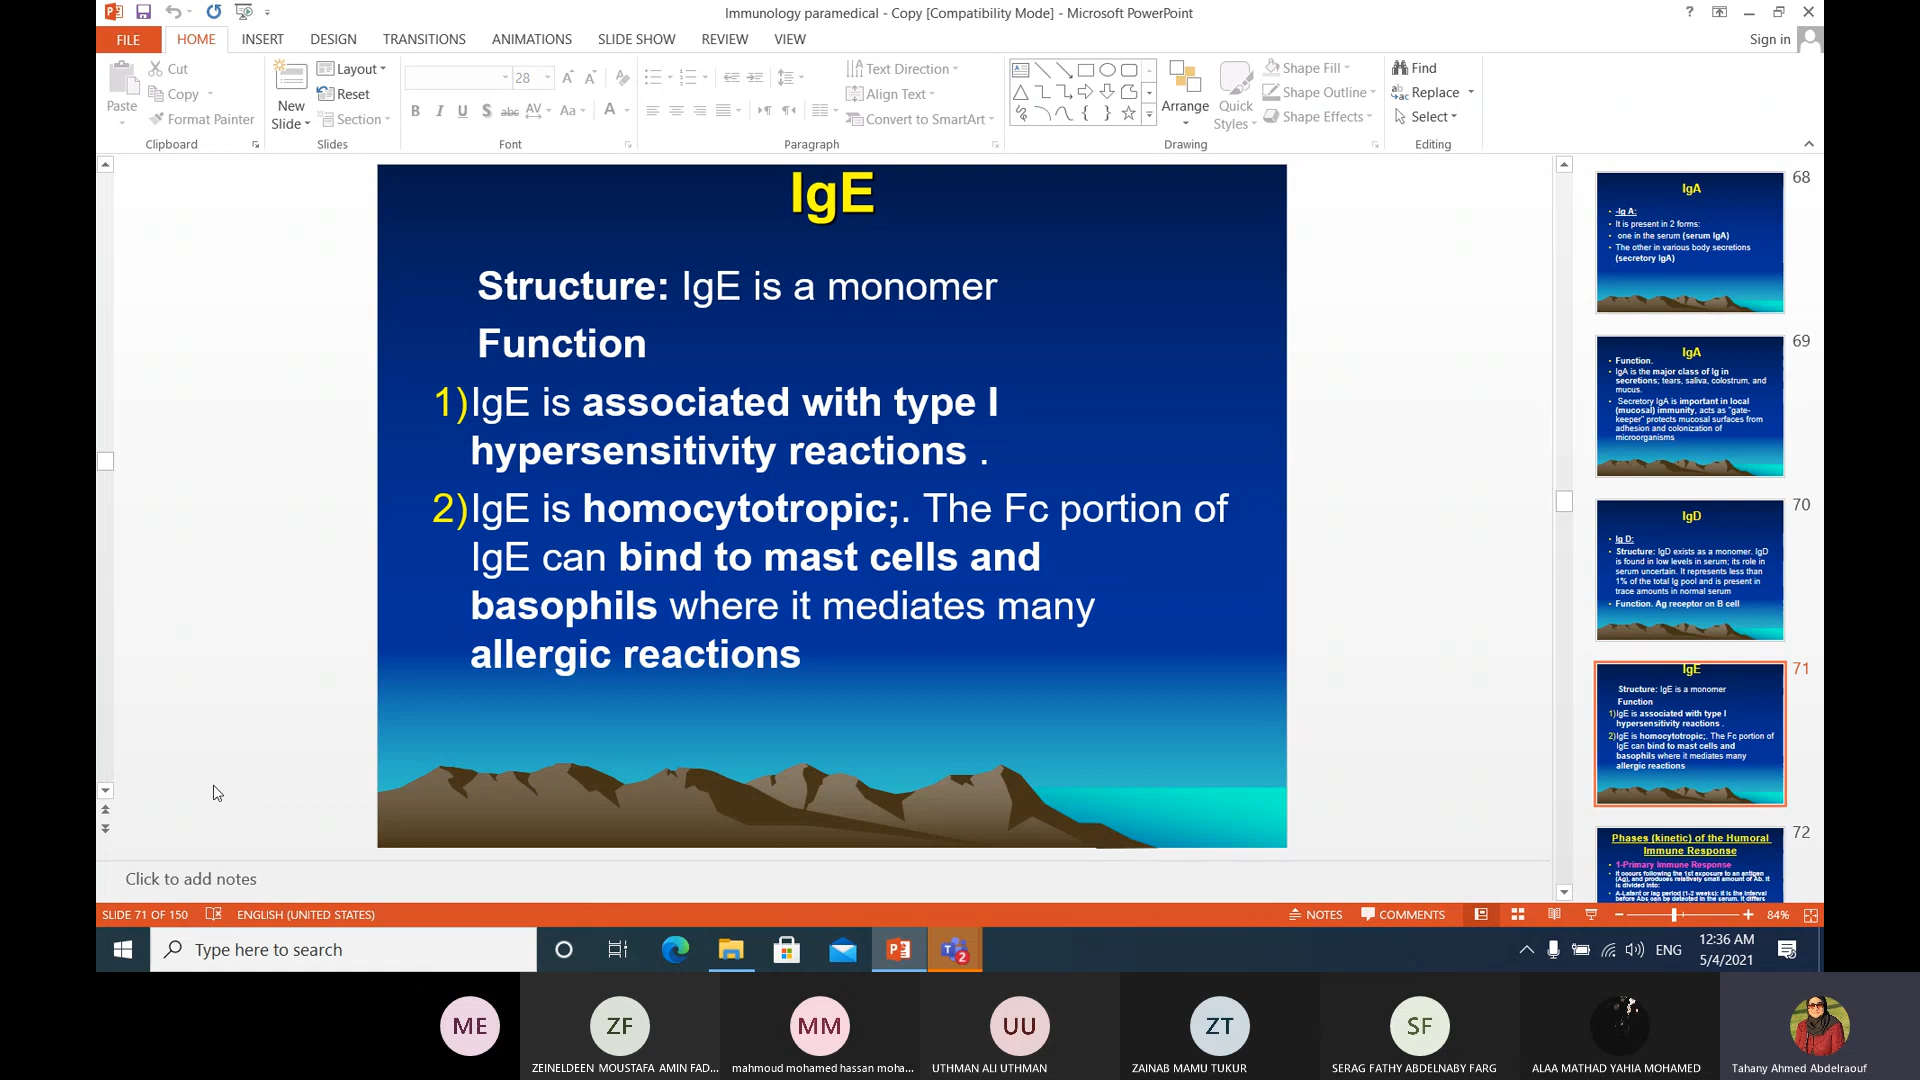 Immunology paramedical - Copy [Compatibility Mode] - Microsoft PowerPoint
?
FILE HOME INSERT DESIGN TRANSITIONS ANIMATIONS SLIDE SHOW REVIEW VIEW
Sign in
Paste
Cut
Copy
Format Painter
Clipboard
New
Slide
Layout
Reset
Section
Slides
28
B I U S abc AV Aa A
Font
Text Direction
Align Text
Convert to SmartArt
Paragraph
Arrange
Quick
Styles
Shape Fill
Shape Outline
Shape Effects
Drawing
Find
Replace
Select
Editing
IgE
Structure: IgE is a monomer
Function
1)IgE is associated with type I
hypersensitivity reactions .
2)IgE is homocytotropic;. The Fc portion of
IgE can bind to mast cells and
basophils where it mediates many
allergic reactions
68
IgA
• -Ig A:
• It is present in 2 forms:
• one in the serum (serum IgA)
• The other in various body secretions
(secretory IgA)
69
IgA
• Function.
• IgA is the major class of Ig in
secretions; tears, saliva, colostrum, and
mucus.
• Secretory IgA is important in local
(mucosal) immunity, acts as "gate-
keeper" protects mucosal surfaces from
adhesion and colonization of
microorganisms
70
IgD
• Ig D:
• Structure: IgD exists as a monomer. IgD
is found in low levels in serum; its role in
serum uncertain. It represents less than
1% of the total Ig pool and is present in
trace amounts in normal serum
• Function. Ag receptor on B cell
71
IgE
Structure: IgE is a monomer
Function
1)IgE is associated with type I
hypersensitivity reactions .
2)IgE is homocytotropic;. The Fc portion of
IgE can bind to mast cells and
basophils where it mediates many
allergic reactions
72
Phases (kinetic) of the Humoral
Immune Response
• 1-Primary Immune Response
• It occurs following the 1st exposure to an antigen
(Ag), and produces relatively small amount of Ab. It
is divided into:
• A-Latent or lag period (1-2 weeks): it is the interval
before Abs can be detected in the serum. It differs
Click to add notes
SLIDE 71 OF 150 ENGLISH (UNITED STATES) NOTES COMMENTS 84%
Type here to search
2
ENG
12:36 AM
5/4/2021
ME
ZF
MM
UU
ZT
SF
ZEINELDEEN MOUSTAFA AMIN FAD...
mahmoud mohamed hassan moha...
UTHMAN ALI UTHMAN
ZAINAB MAMU TUKUR
SERAG FATHY ABDELNABY FARG
ALAA MATHAD YAHIA MOHAMED
Tahany Ahmed Abdelraouf